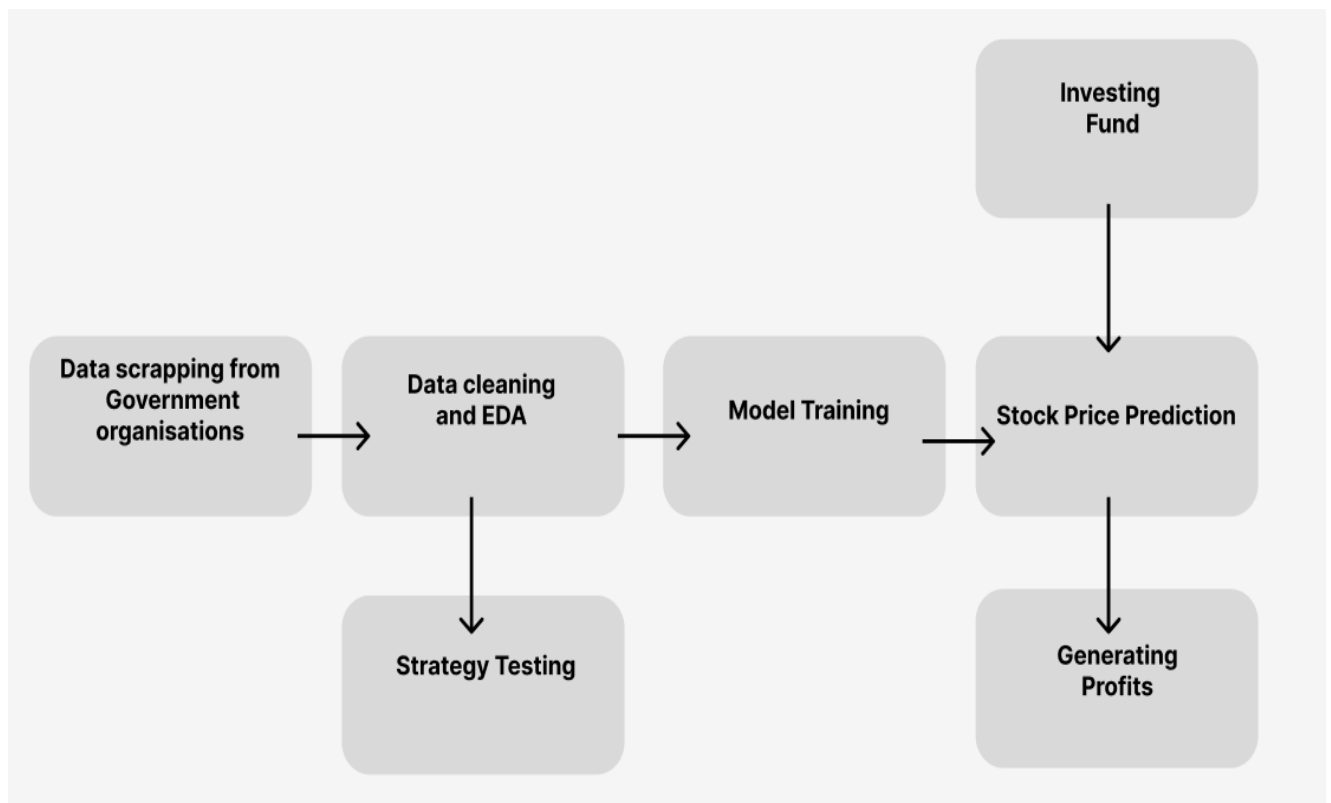 Investing
Fund
Data scrapping from
Government
organisations
Data cleaning
and EDA
Model Training
Stock Price Prediction
Strategy Testing
Generating
Profits